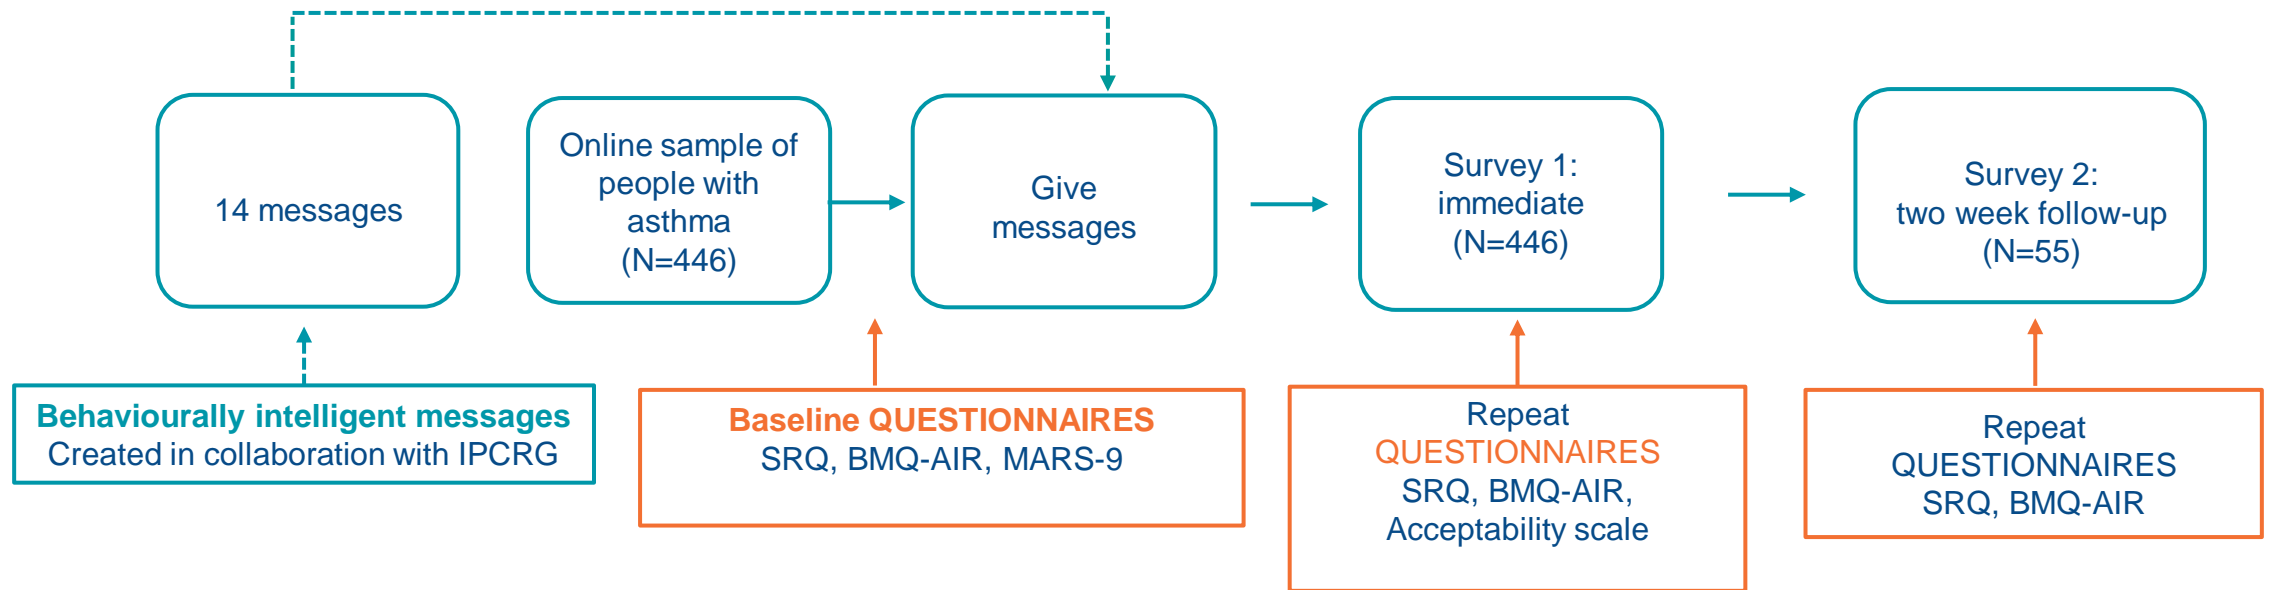 14 messages
Online sample of
people with
asthma
(N=446)
Give
messages
Survey 1:
immediate
(N=446)
Survey 2:
two week follow-up
(N=55)
Behaviourally intelligent messages
Created in collaboration with IPCRG
Baseline QUESTIONNAIRES
SRQ, BMQ-AIR, MARS-9
Repeat
QUESTIONNAIRES
SRQ, BMQ-AIR,
Acceptability scale
Repeat
QUESTIONNAIRES
SRQ, BMQ-AIR